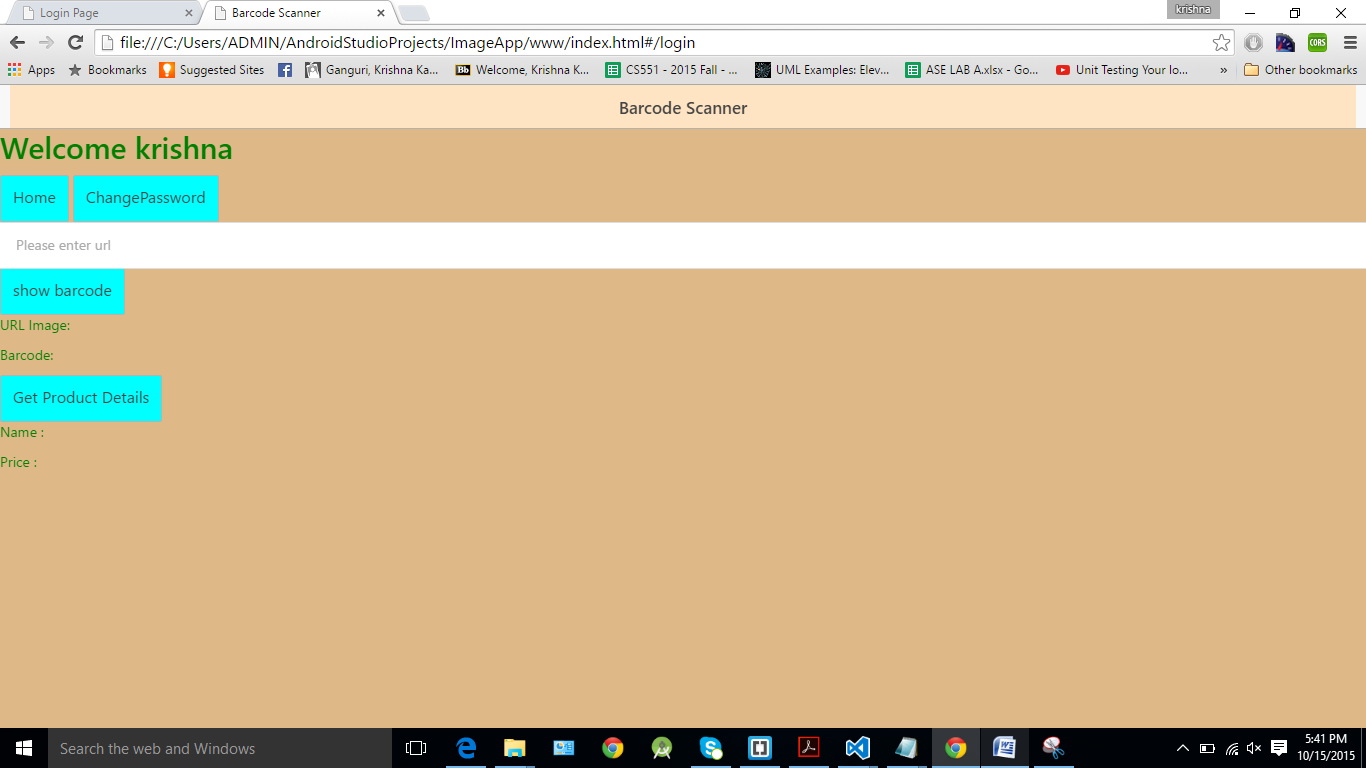 Login Page
Barcode Scanner
krishna
file:///C:/Users/ADMIN/AndroidStudioProjects/ImageApp/www/index.html#/login
CORS
Apps
Bookmarks
Suggested Sites
Ganguri, Krishna Ka...
Bb Welcome, Krishna K...
CS551 - 2015 Fall - ...
UML Examples: Elev...
ASE LAB A.xlsx - Go...
Unit Testing Your Io...
»
Other bookmarks
Barcode Scanner
Welcome krishna
Home
ChangePassword
Please enter url
show barcode
URL Image:
Barcode:
Get Product Details
Name :
Price :
Search the web and Windows
5:41 PM
10/15/2015